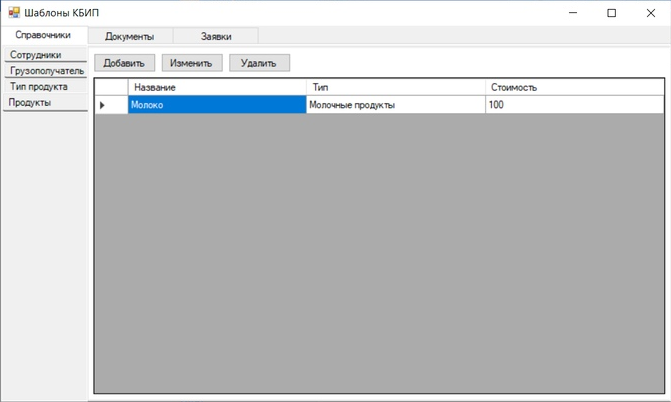 Шаблоны КБИП
Справочники Документы Заявки
Сотрудники
Грузополучатель
Тип продукта
Продукты
Добавить Изменить Удалить
Название Тип Стоимость
Молоко Молочные продукты 100